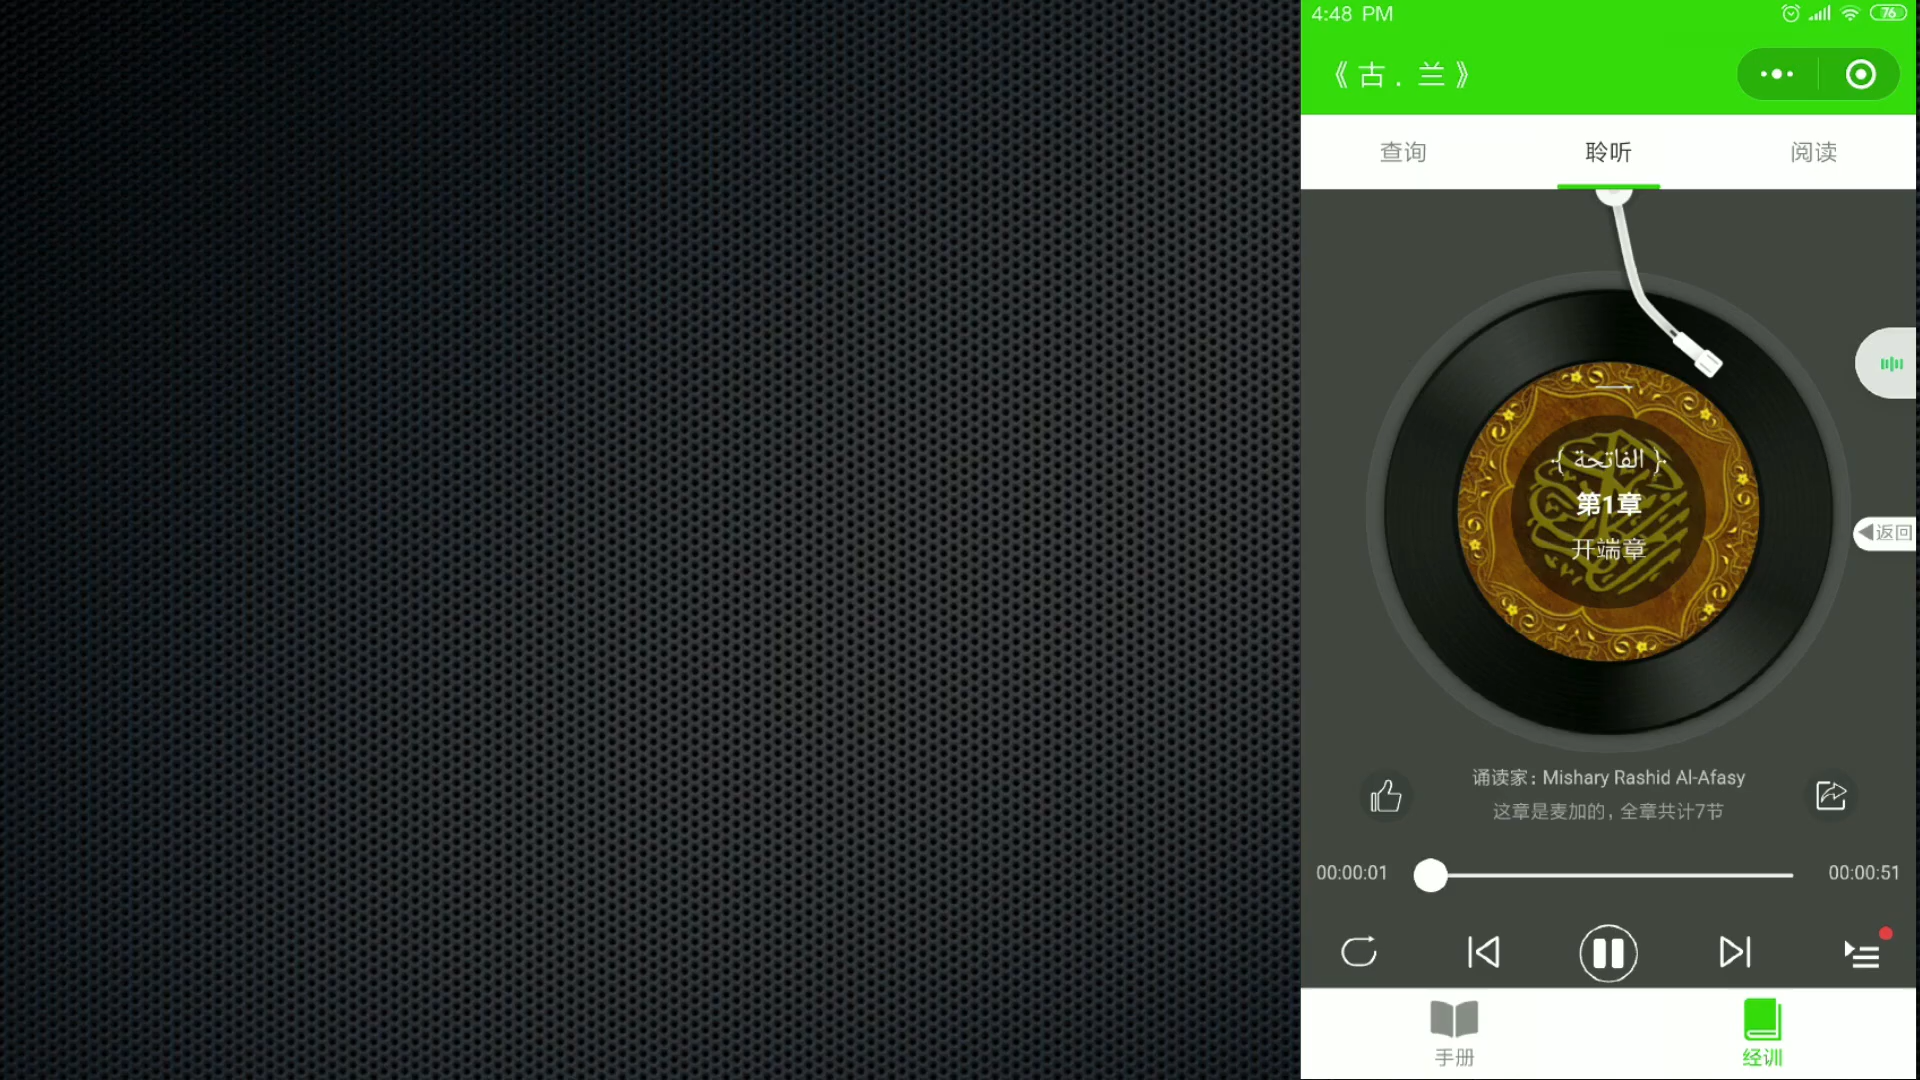 4:48 PM
76
《古.兰》
查询
聆听
阅读
﴿ الفاتحة ﴾
第1章
开端章
返回
诵读家：Mishary Rashid Al-Afasy
这章是麦加的，全章共计7节
00:00:01
00:00:51
手册
经训